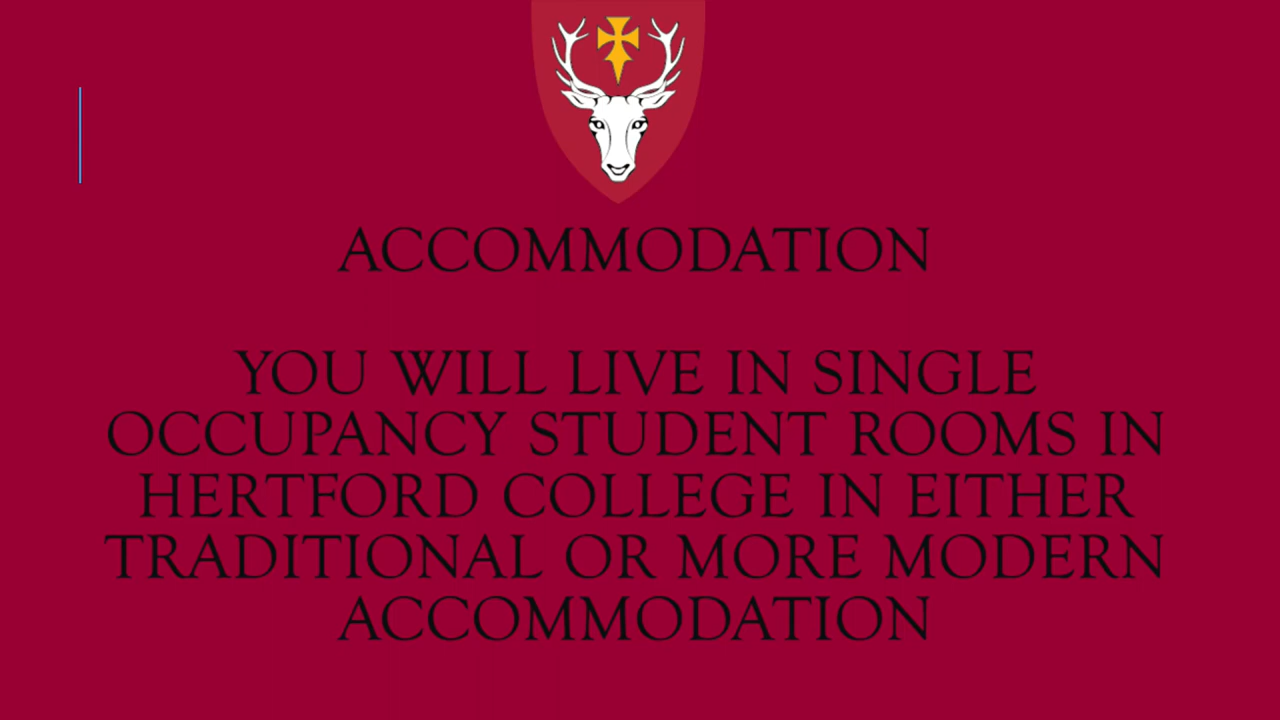 ACCOMMODATION
YOU WILL LIVE IN SINGLE
OCCUPANCY STUDENT ROOMS IN
HERTFORD COLLEGE IN EITHER
TRADITIONAL OR MORE MODERN
ACCOMMODATION